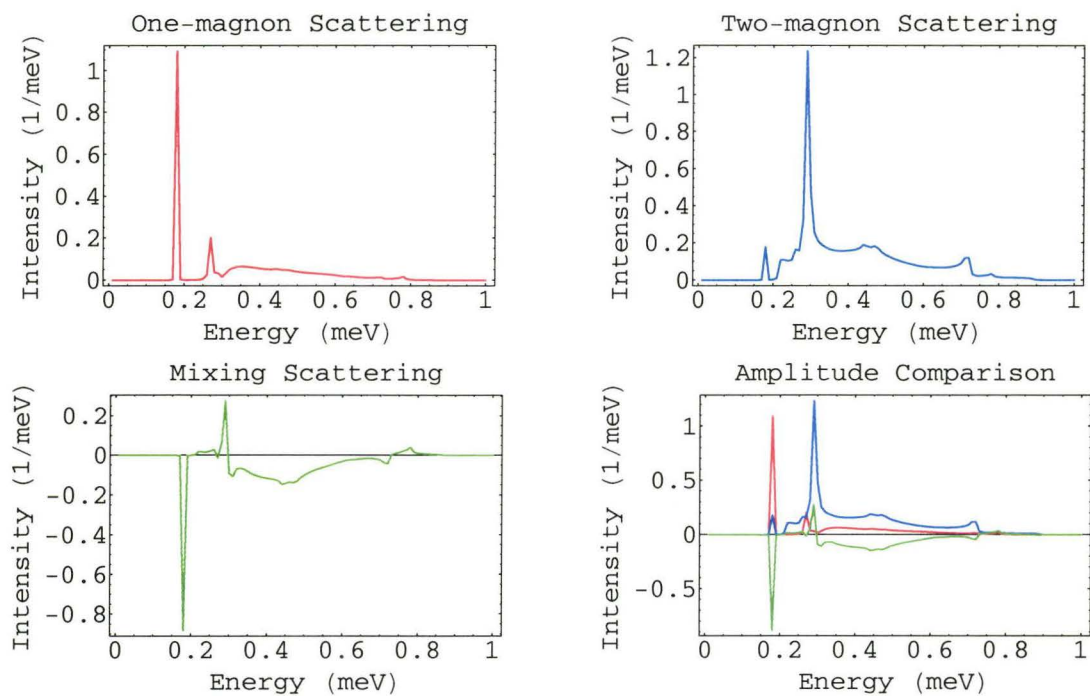 One-magnon Scattering
Intensity (1/meV)
1
0.8
0.6
0.4
0.2
0
0 0.2 0.4 0.6 0.8 1
Energy (meV)
Two-magnon Scattering
Intensity (1/meV)
1.2
1
0.8
0.6
0.4
0.2
0
0 0.2 0.4 0.6 0.8 1
Energy (meV)
Mixing Scattering
Intensity (1/meV)
0.2
0
-0.2
-0.4
-0.6
-0.8
0 0.2 0.4 0.6 0.8 1
Energy (meV)
Amplitude Comparison
Intensity (1/meV)
1
0.5
0
-0.5
0 0.2 0.4 0.6 0.8 1
Energy (meV)